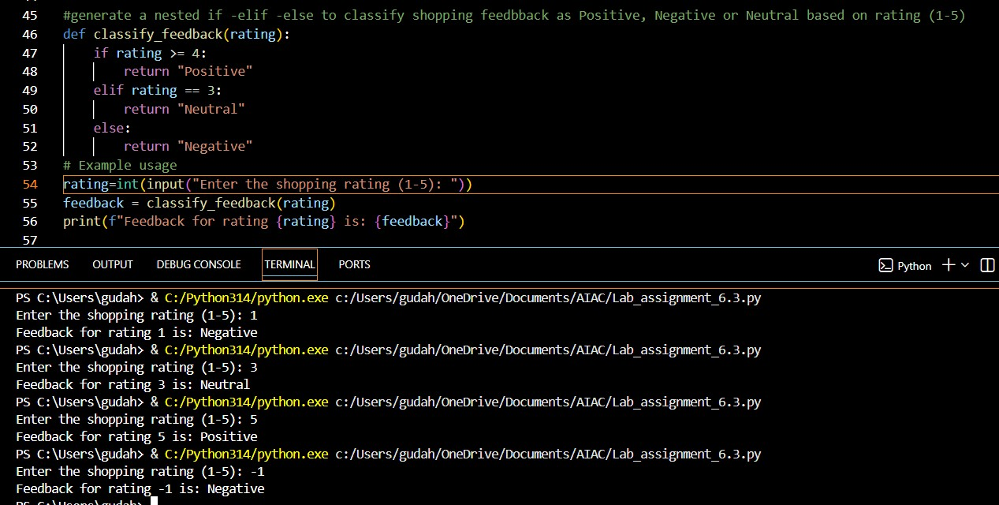 45 #generate a nested if -elif -else to classify shopping feedbback as Positive, Negative or Neutral based on rating (1-5)
46 def classify_feedback(rating):
47 if rating >= 4:
48 return "Positive"
49 elif rating == 3:
50 return "Neutral"
51 else:
52 return "Negative"
53 # Example usage
54 rating=int(input("Enter the shopping rating (1-5): "))
55 feedback = classify_feedback(rating)
56 print(f"Feedback for rating {rating} is: {feedback}")
57
PROBLEMS OUTPUT DEBUG CONSOLE TERMINAL PORTS Python
PS C:\Users\gudah> & C:/Python314/python.exe c:/Users/gudah/OneDrive/Documents/AIAC/Lab_assignment_6.3.py
Enter the shopping rating (1-5): 1
Feedback for rating 1 is: Negative
PS C:\Users\gudah> & C:/Python314/python.exe c:/Users/gudah/OneDrive/Documents/AIAC/Lab_assignment_6.3.py
Enter the shopping rating (1-5): 3
Feedback for rating 3 is: Neutral
PS C:\Users\gudah> & C:/Python314/python.exe c:/Users/gudah/OneDrive/Documents/AIAC/Lab_assignment_6.3.py
Enter the shopping rating (1-5): 5
Feedback for rating 5 is: Positive
PS C:\Users\gudah> & C:/Python314/python.exe c:/Users/gudah/OneDrive/Documents/AIAC/Lab_assignment_6.3.py
Enter the shopping rating (1-5): -1
Feedback for rating -1 is: Negative
PS C:\Users\gudah>